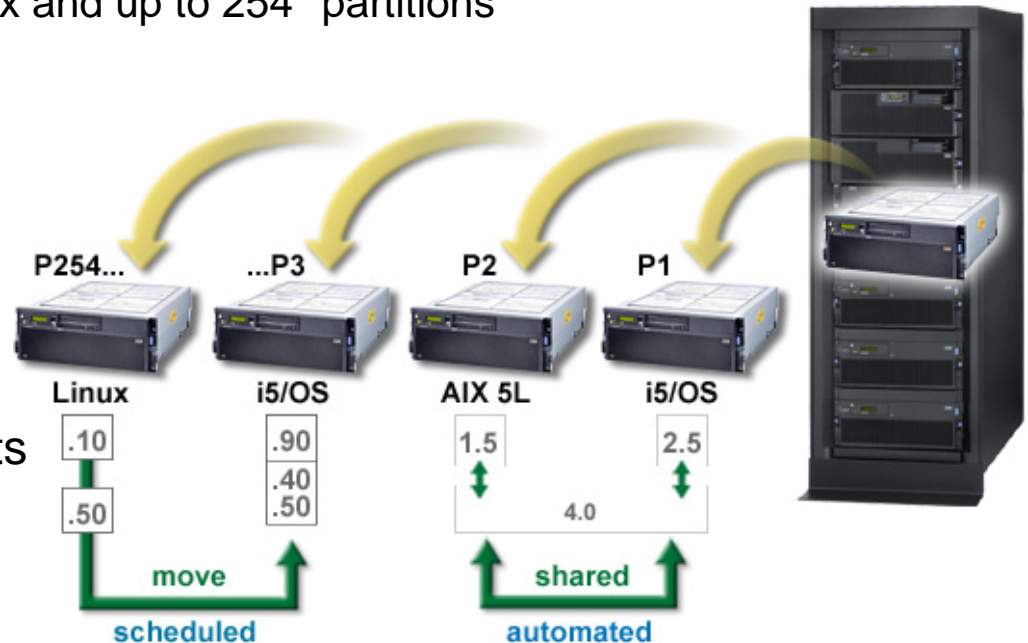 x and up to 254* partitions
P254...
...P3
P2
P1
Linux
i5/OS
AIX 5L
i5/OS
ts
.10
.90
1.5
2.5
.40
.50
.50
4.0
move
shared
scheduled
automated